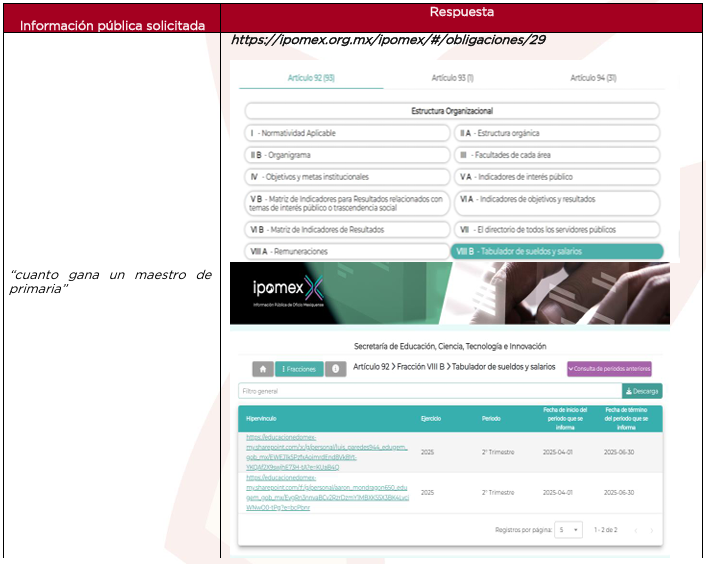 Información pública solicitada
Respuesta
https://ipomex.org.mx/ipomex/#/obligaciones/29
Artículo 92 (93)
Artículo 93 (1)
Artículo 94 (31)
Estructura Organizacional
I - Normatividad Aplicable
II A - Estructura orgánica
II B - Organigrama
III - Facultades de cada área
IV - Objetivos y metas institucionales
V A - Indicadores de interés público
V B - Matriz de Indicadores para Resultados relacionados con
temas de interés público o trascendencia social
VI A - Indicadores de objetivos y resultados
VI B - Matriz de Indicadores de Resultados
VII - El directorio de todos los servidores públicos
VIII A - Remuneraciones
VIII B - Tabulador de sueldos y salarios
“cuanto gana un maestro de
primaria”
ipomex
Información Pública de Oficio Mexiquense
Secretaría de Educación, Ciencia, Tecnología e Innovación
Fracciones
Artículo 92 > Fracción VIII B > Tabulador de sueldos y salarios
Consulta de periodos anteriores
Filtro general
Descarga
Hipervínculo
Ejercicio
Periodo
Fecha de inicio del
periodo que se
informa
Fecha de término
del periodo que se
informa
https://educacionedomex-
my.sharepoint.com/:x:/g/personal/luis_paredes944_edugem_
2025
2° Trimestre
2025-04-01
2025-06-30
https://educacionedomex-
my.sharepoint.com/:f:/g/personal/aaron_mondragon650_edu
2025
2° Trimestre
2025-04-01
2025-06-30
Registros por página: 5
1 - 2 de 2